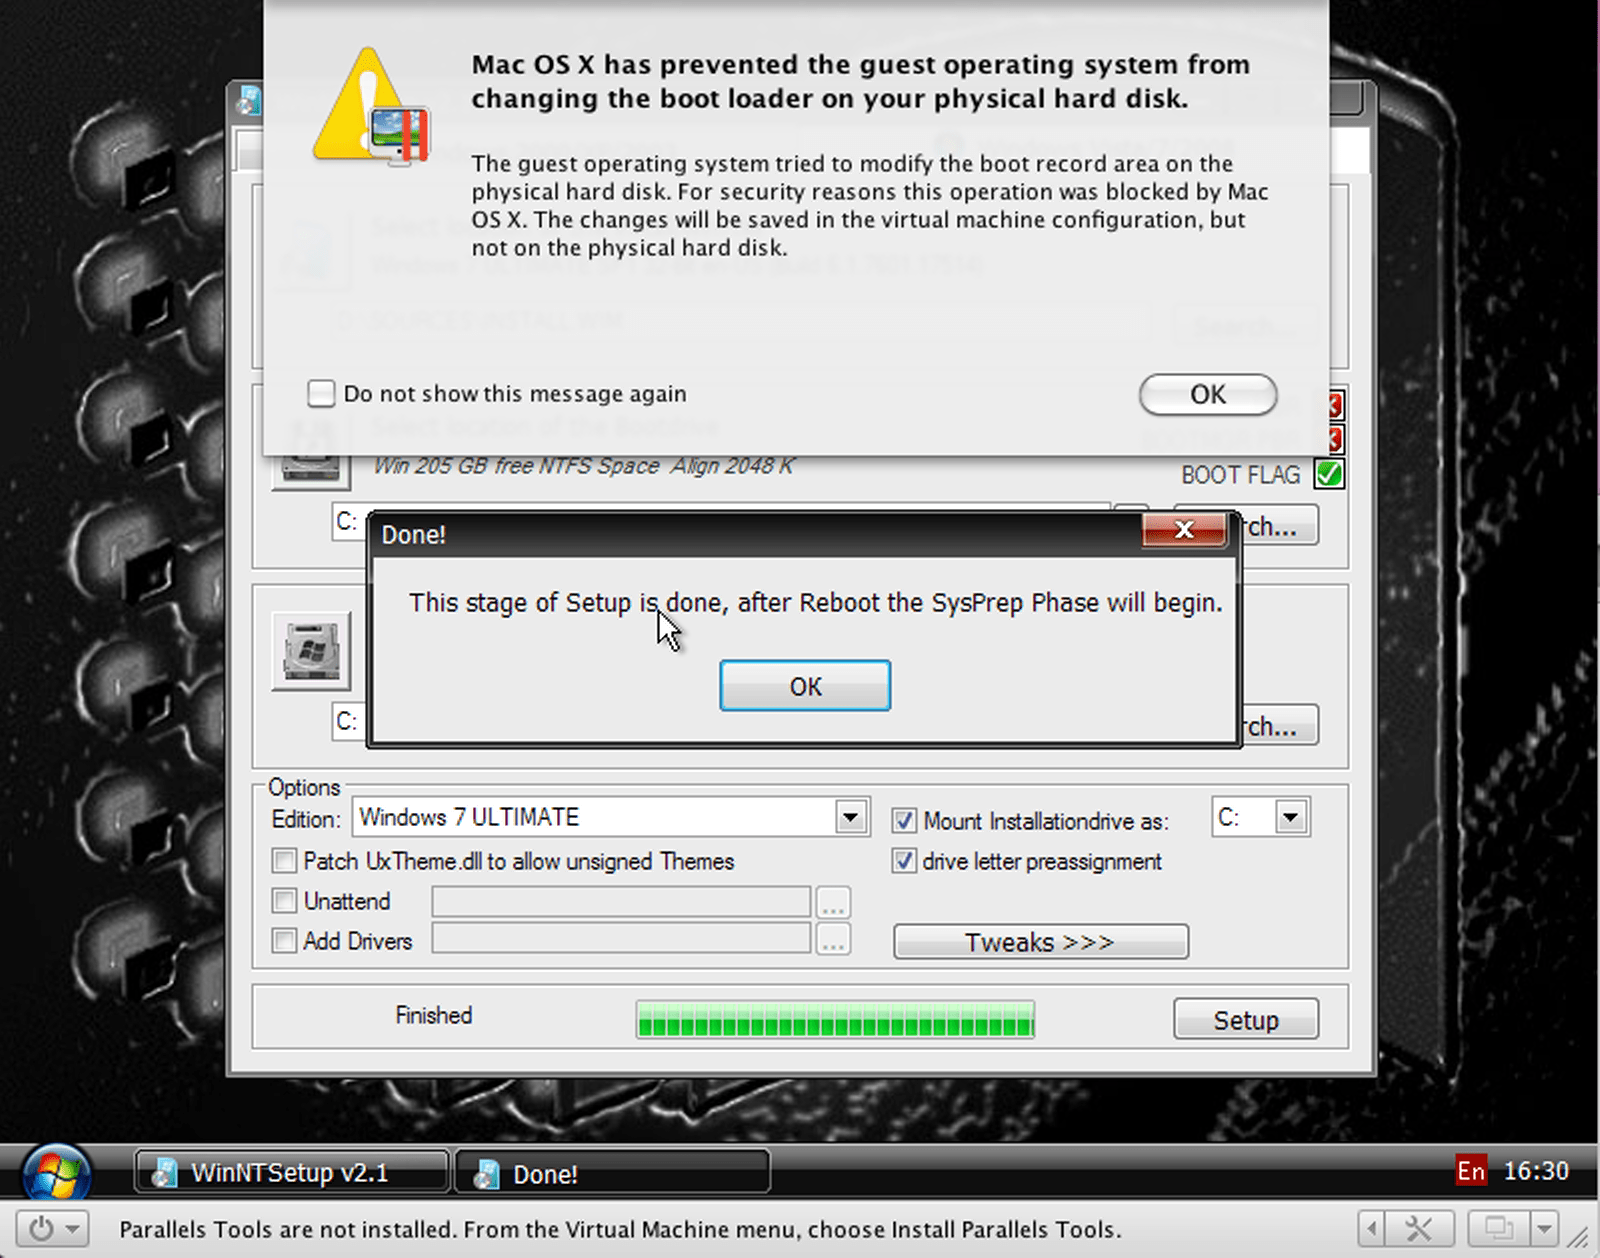 Mac OS X has prevented the guest operating system from
changing the boot loader on your physical hard disk.
The guest operating system tried to modify the boot record area on the
physical hard disk. For security reasons this operation was blocked by Mac
OS X. The changes will be saved in the virtual machine configuration, but
not on the physical hard disk.
Do not show this message again
OK
Win 205 GB free NTFS Space Align 2048 K
BOOT FLAG
C:
rch...
Done!
X
This stage of Setup is done, after Reboot the SysPrep Phase will begin.
OK
C:
rch...
Options
Edition: Windows 7 ULTIMATE
Mount Installationdrive as: C:
Patch UxTheme.dll to allow unsigned Themes
drive letter preassignment
Unattend ...
Add Drivers ...
Tweaks >>>
Finished
Setup
WinNTSetup v2.1
Done!
En 16:30
Parallels Tools are not installed. From the Virtual Machine menu, choose Install Parallels Tools.